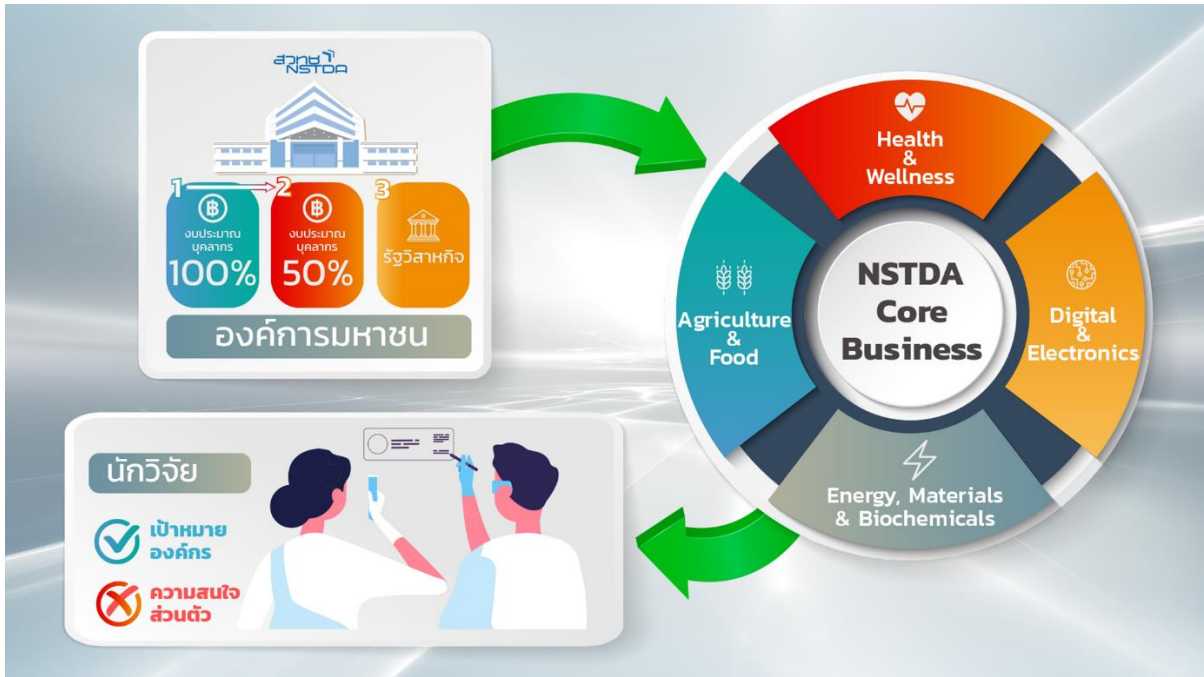 สวทช
NSTDA
1
2
3
งบประมาณ
บุคลากร
100%
งบประมาณ
บุคลากร
50%
รัฐวิสาหกิจ
องค์การมหาชน
Health
&
Wellness
Agriculture
&
Food
NSTDA
Core
Business
Digital
&
Electronics
Energy, Materials
& Biochemicals
นักวิจัย
เป้าหมาย
องค์กร
ความสนใจ
ส่วนตัว